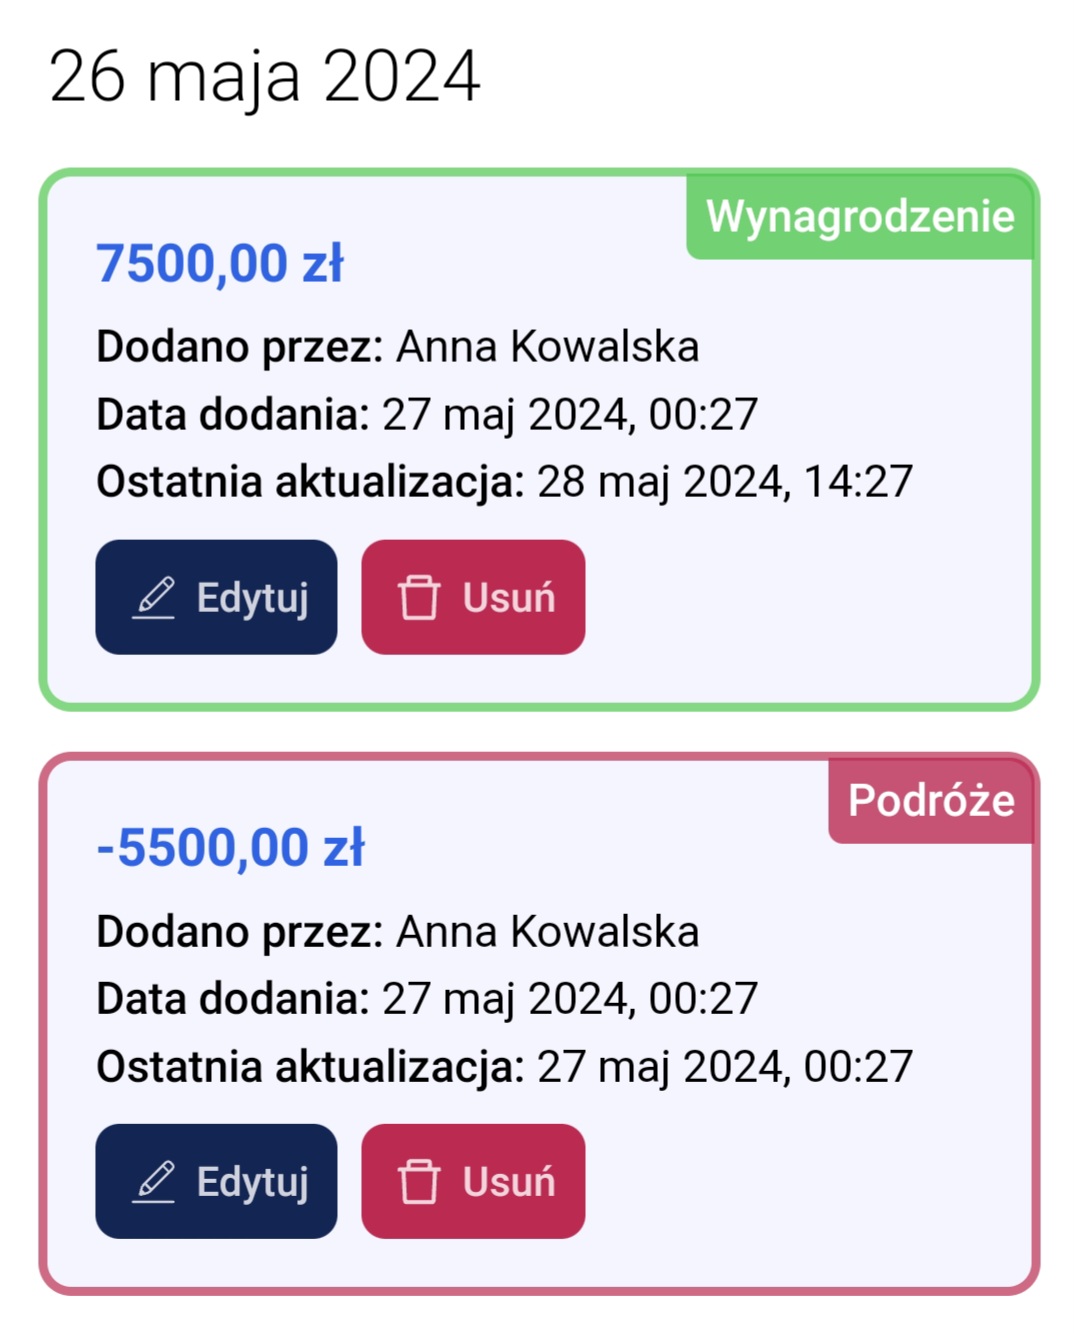 26 maja 2024
Wynagrodzenie
7500,00 zł
Dodano przez: Anna Kowalska
Data dodania: 27 maj 2024, 00:27
Ostatnia aktualizacja: 28 maj 2024, 14:27
Edytuj Usuń
Podróże
-5500,00 zł
Dodano przez: Anna Kowalska
Data dodania: 27 maj 2024, 00:27
Ostatnia aktualizacja: 27 maj 2024, 00:27
Edytuj Usuń